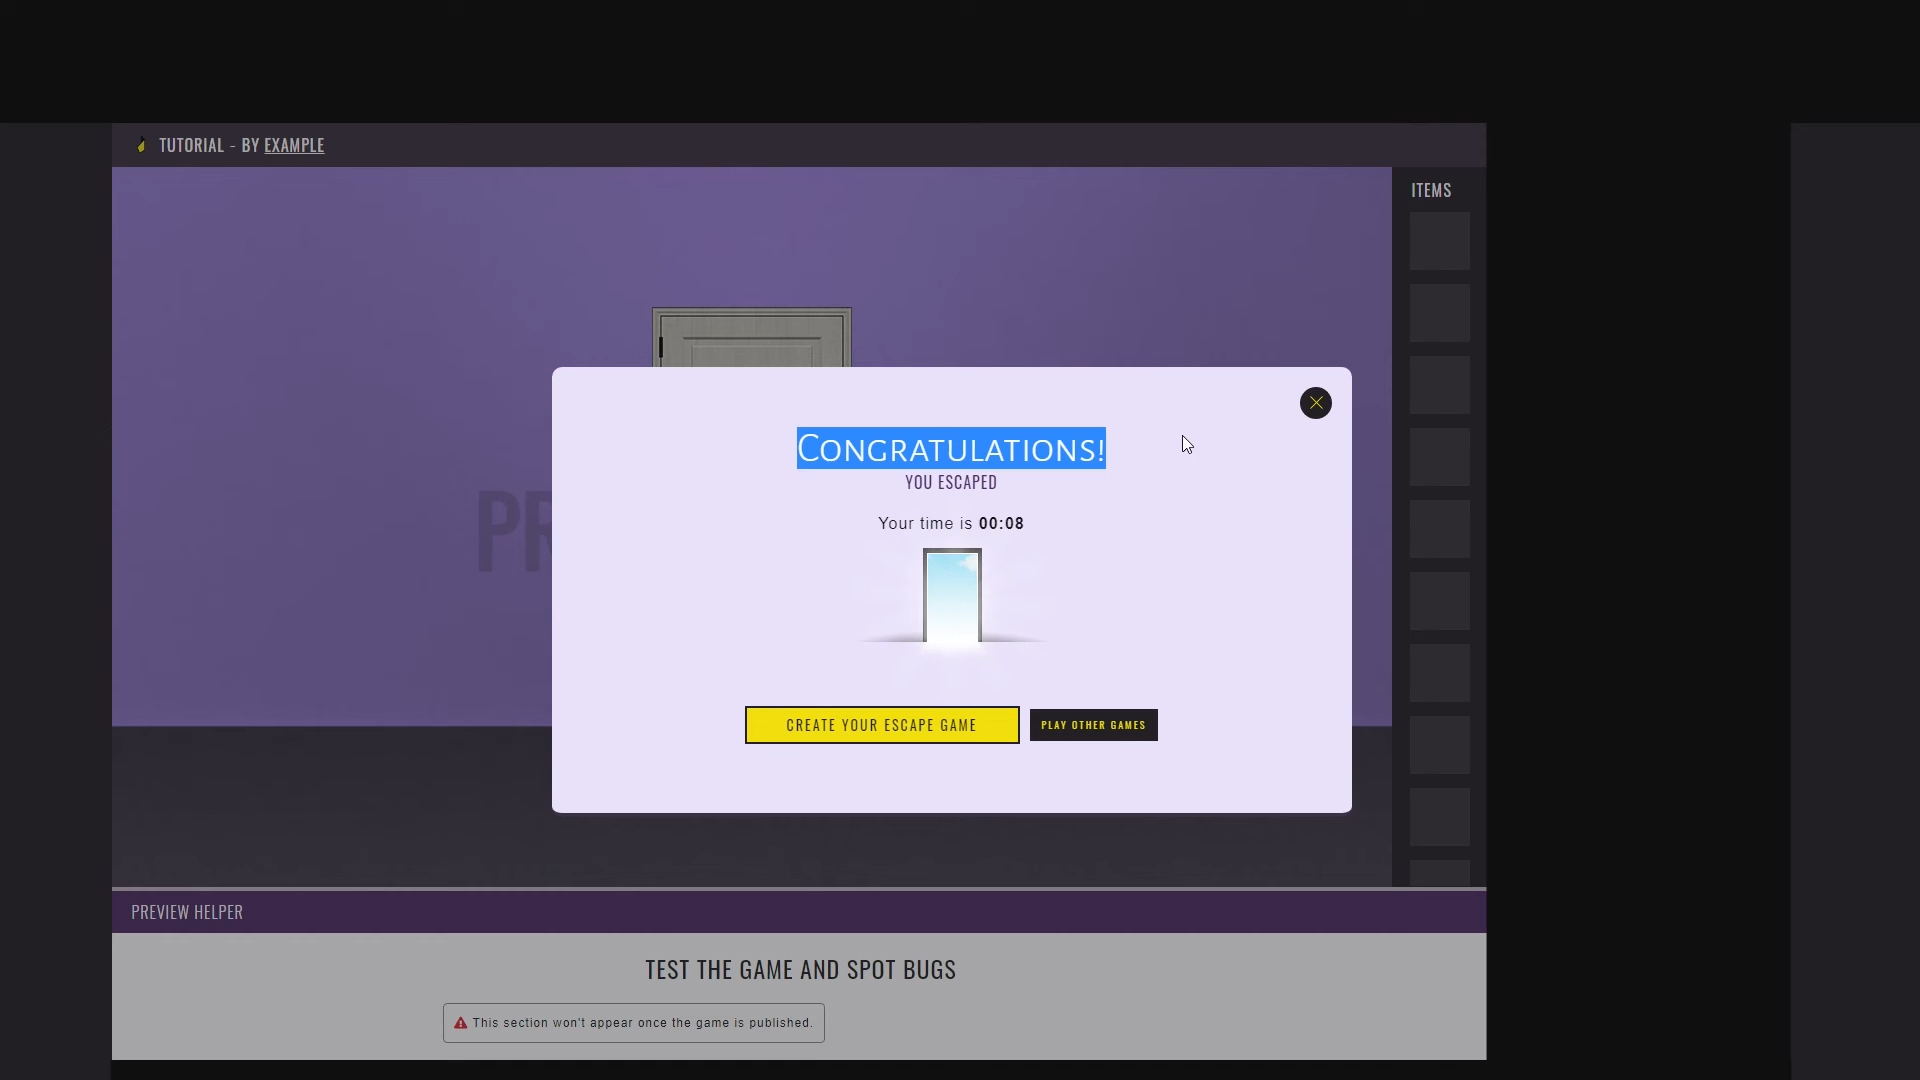 TUTORIAL - BY EXAMPLE
ITEMS
CONGRATULATIONS!
YOU ESCAPED
PR
Your time is 00:08
CREATE YOUR ESCAPE GAME
PLAY OTHER GAMES
PREVIEW HELPER
TEST THE GAME AND SPOT BUGS
This section won't appear once the game is published.